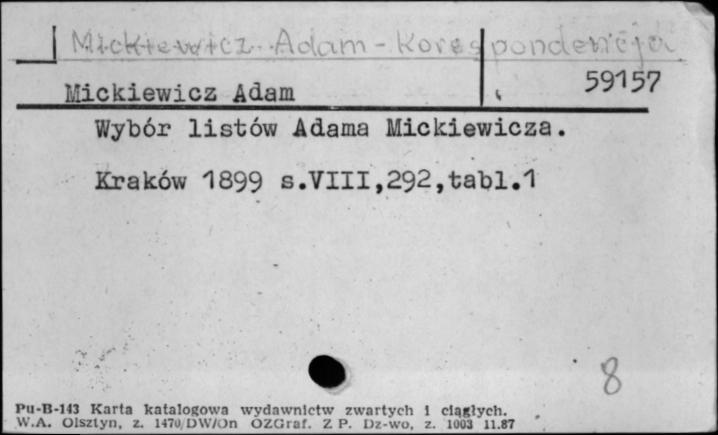 Mickiewicz Adam - Korespondencja
59157
Mickiewicz Adam
Wybór listów Adama Mickiewicza.
Kraków 1899 s.VIII,292,tabl.1
8
Pu-B-143 Karta katalogowa wydawnictw zwartych i ciągłych.
W.A. Olsztyn, z. 1470/DW/On OZGraf. Z P. Dz-wo, z. 1003 11.87